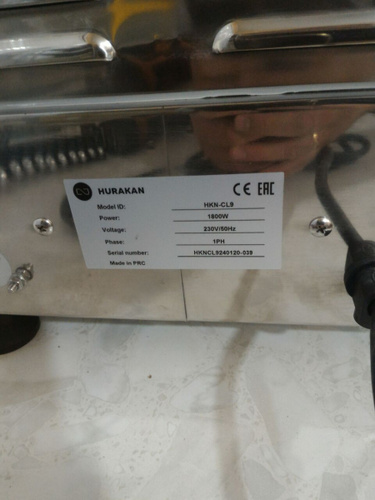 HURAKAN CE EAC
Model ID: HKN-CL9
Power: 1800W
Voltage: 230V/50Hz
Phase: 1PH
Serial number: HKNCL9240120-039
Made in PRC